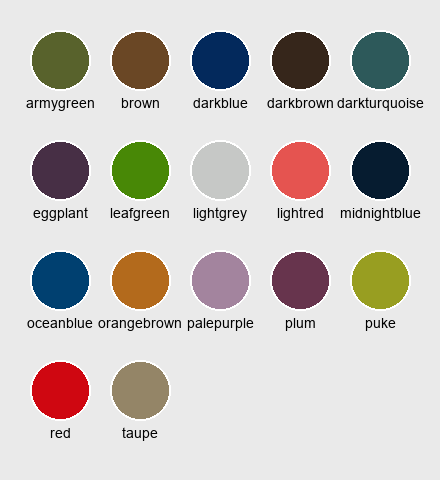 armygreen brown darkblue darkbrown darkturquoise
eggplant leafgreen lightgrey lightred midnightblue
oceanblue orangebrown palepurple plum puke
red taupe